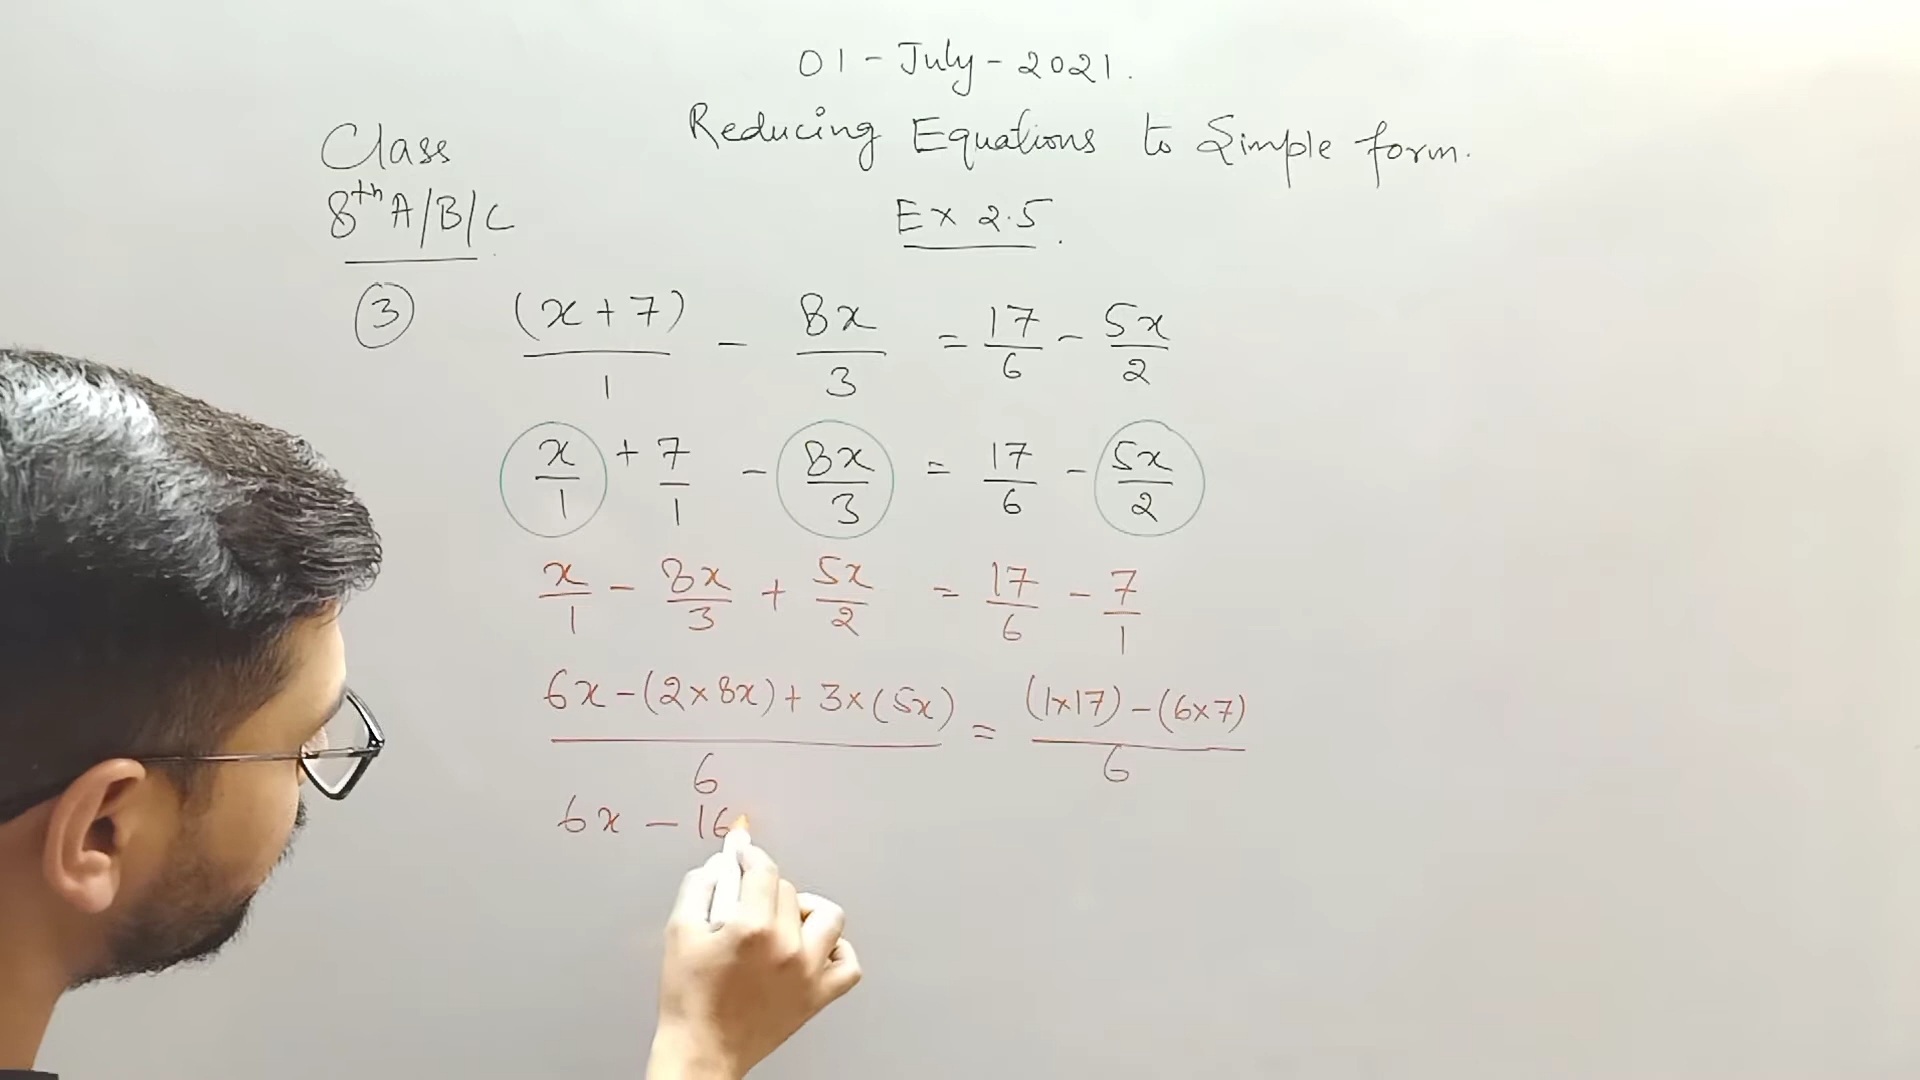 01-July-2021.
Reducing Equations to Simple form.
Class
8th A/B/C
Ex 2.5.
③ (x+7)/1 - 8x/3 = 17/6 - 5x/2
x/1 + 7/1 - 8x/3 = 17/6 - 5x/2
x/1 - 8x/3 + 5x/2 = 17/6 - 7/1
(6x-(2×8x)+3×(5x))/6 = ((1×17)-(6×7))/6
6x - 16